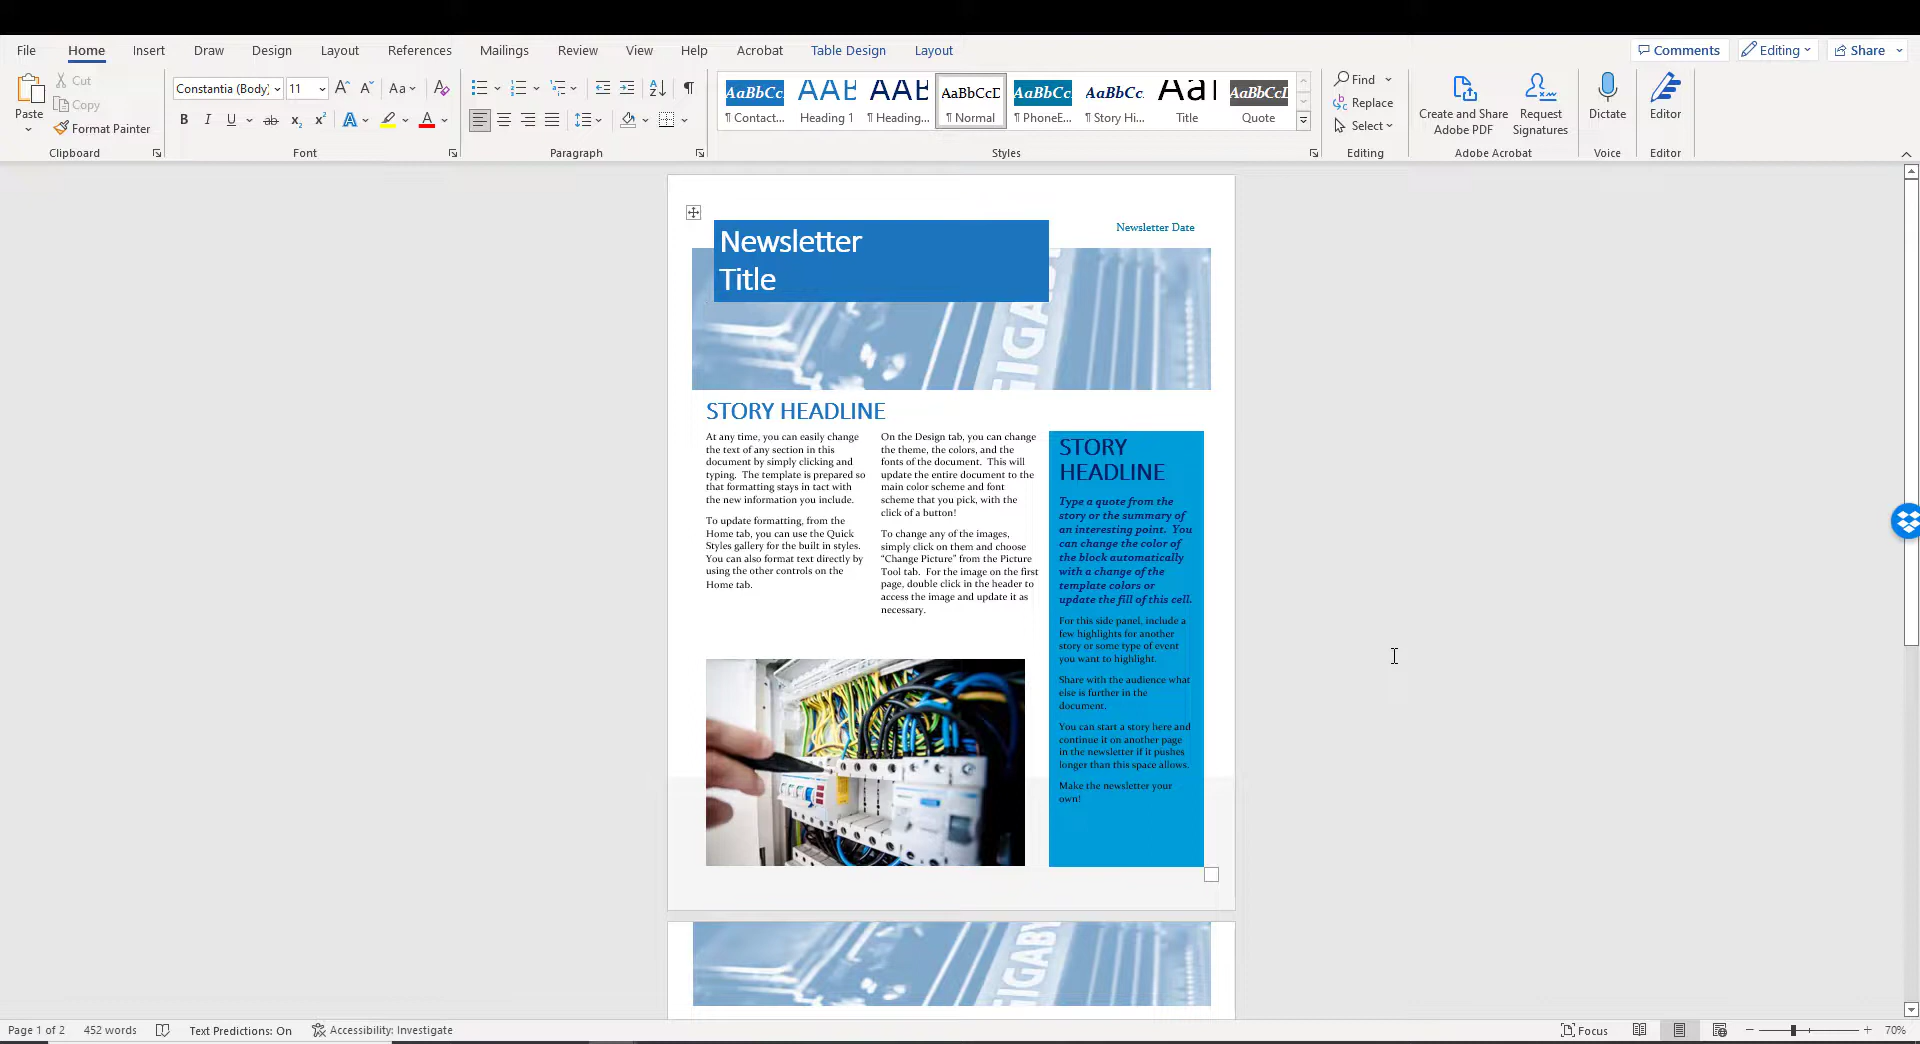 File Home Insert Draw Design Layout References Mailings Review View Help Acrobat Table Design Layout Comments Editing Share
Paste
Cut
Copy
Format Painter
Clipboard
Constantia (Body) 11
Font
Paragraph
AaBbCc AABB AABB AaBbCcD AaBbCc AaBbCc. AaI AaBbCcI
¶ Contact... Heading 1 ¶ Heading... ¶ Normal ¶ PhoneE... ¶ Story Hi... Title Quote
Styles
Find
Replace
Select
Editing
Create and Share
Adobe PDF
Request
Signatures
Adobe Acrobat
Dictate
Voice
Editor
Editor
Newsletter Date
Newsletter
Title
GIGABY
STORY HEADLINE
At any time, you can easily change
the text of any section in this
document by simply clicking and
typing. The template is prepared so
that formatting stays in tact with
the new information you include.
To update formatting, from the
Home tab, you can use the Quick
Styles gallery for the built in styles.
You can also format text directly by
using the other controls on the
Home tab.
On the Design tab, you can change
the theme, the colors, and the
fonts of the document. This will
update the entire document to the
main color scheme and font
scheme that you pick, with the
click of a button!
To change any of the images,
simply click on them and choose
“Change Picture” from the Picture
Tool tab. For the image on the first
page, double click in the header to
access the image and update it as
necessary.
STORY
HEADLINE
Type a quote from the
story or the summary of
an interesting point. You
can change the color of
the block automatically
with a change of the
template colors or
update the fill of this cell.
For this side panel, include a
few highlights for another
story or some type of event
you want to highlight.
Share with the audience what
else is further in the
document.
You can start a story here and
continue it on another page
in the newsletter if it pushes
longer than this space allows.
Make the newsletter your
own!
GIGABY
Page 1 of 2 452 words Text Predictions: On Accessibility: Investigate Focus 70%